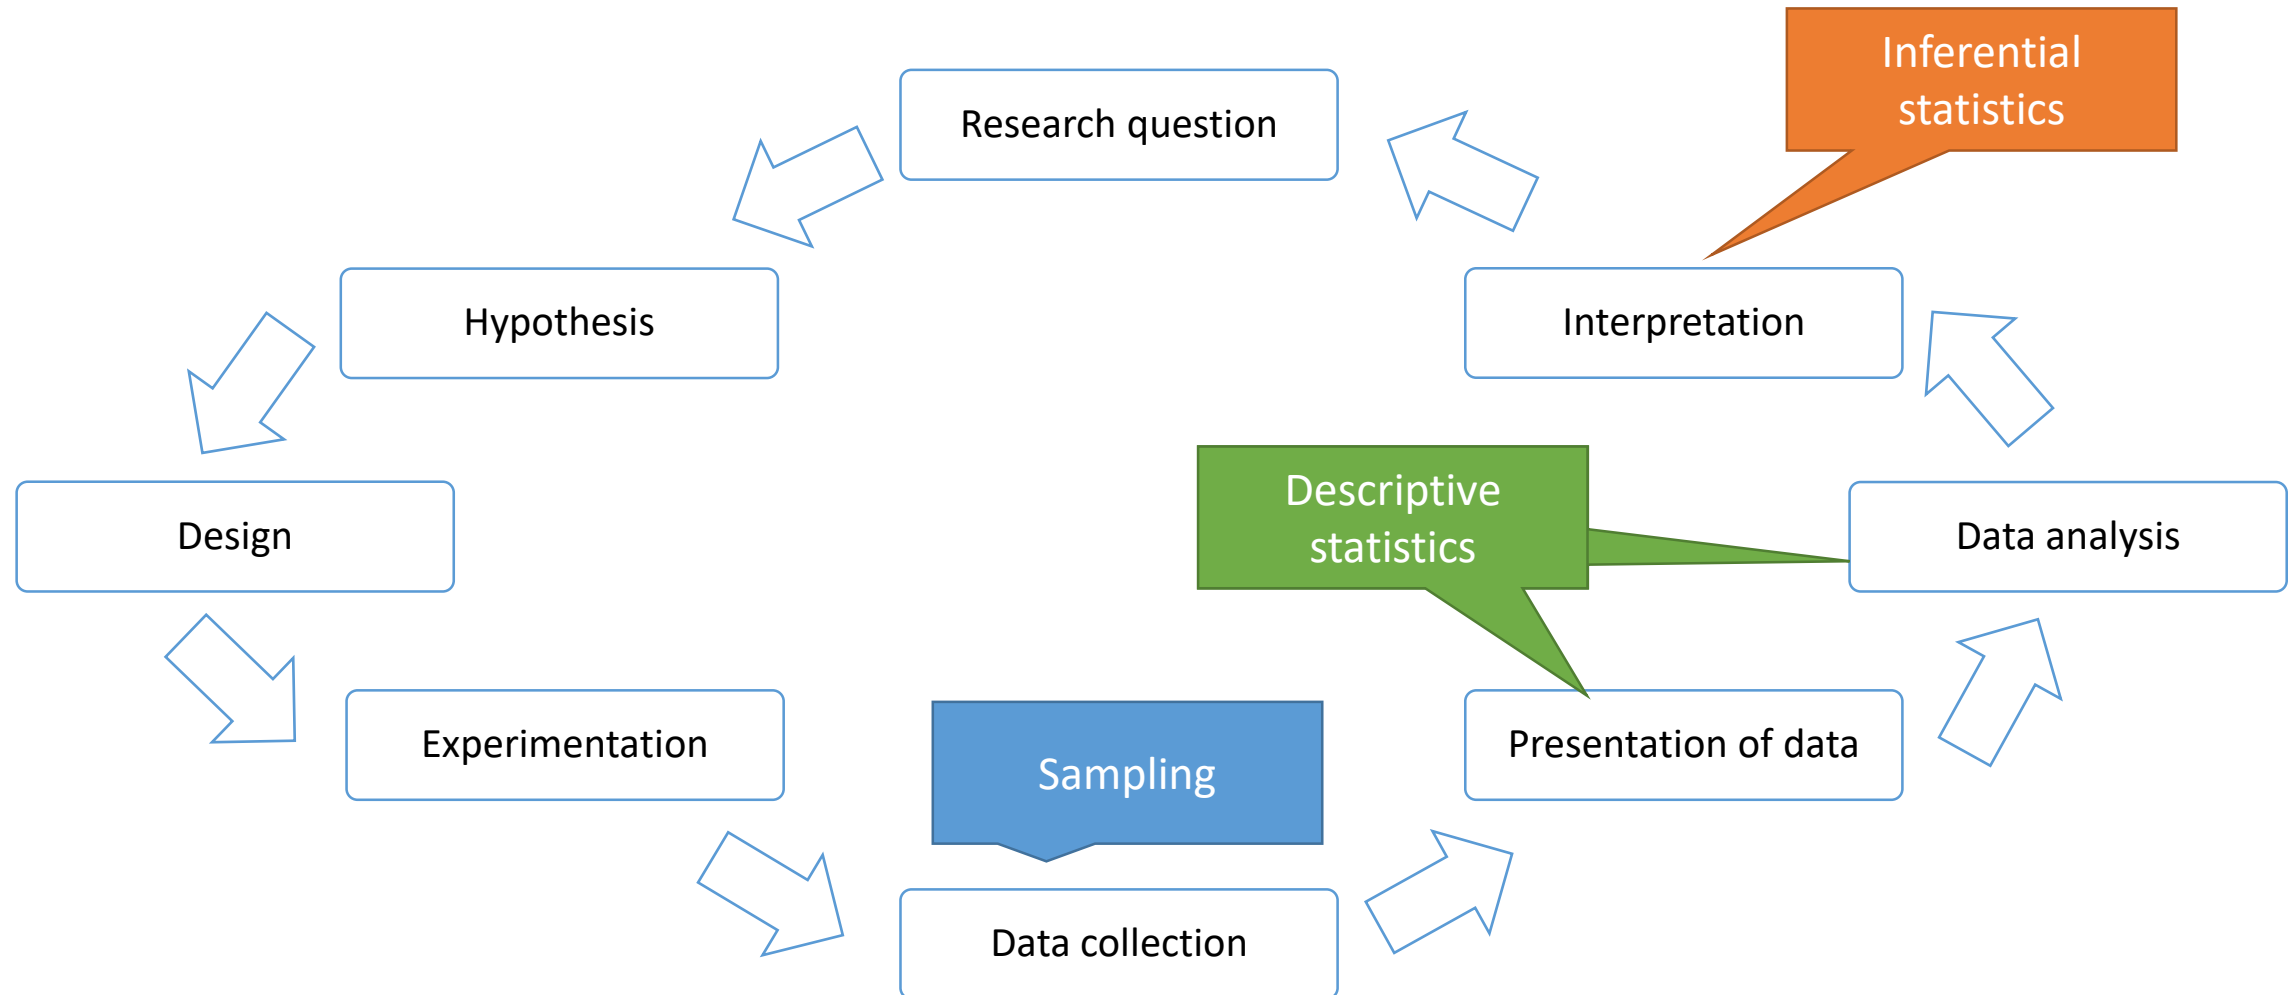 Inferential
statistics
Research question
Hypothesis
Interpretation
Descriptive
statistics
Design
Data analysis
Experimentation
Sampling
Presentation of data
Data collection